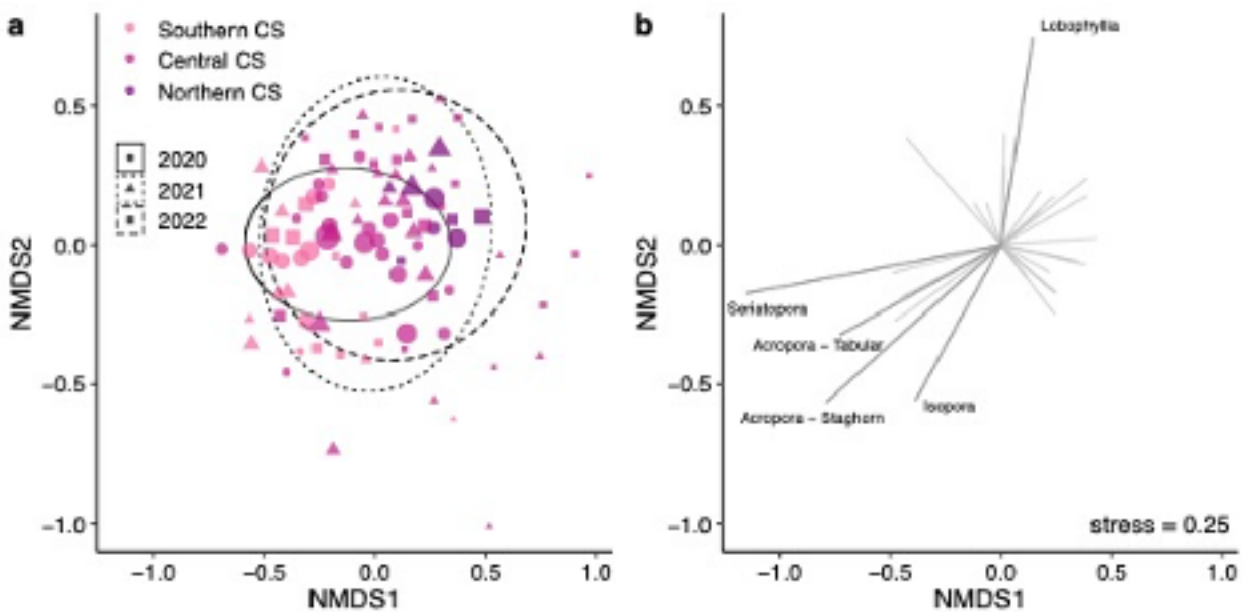 a
Southern CS
Central CS
Northern CS
2020
2021
2022
0.5
0.0
−0.5
−1.0
NMDS2
−1.0 −0.5 0.0 0.5 1.0
NMDS1
b
Lobophyllia
Seriatopora
Acropora − Tabular
Acropora − Staghorn
Isopora
stress = 0.25
0.5
0.0
−0.5
−1.0
NMDS2
−1.0 −0.5 0.0 0.5 1.0
NMDS1